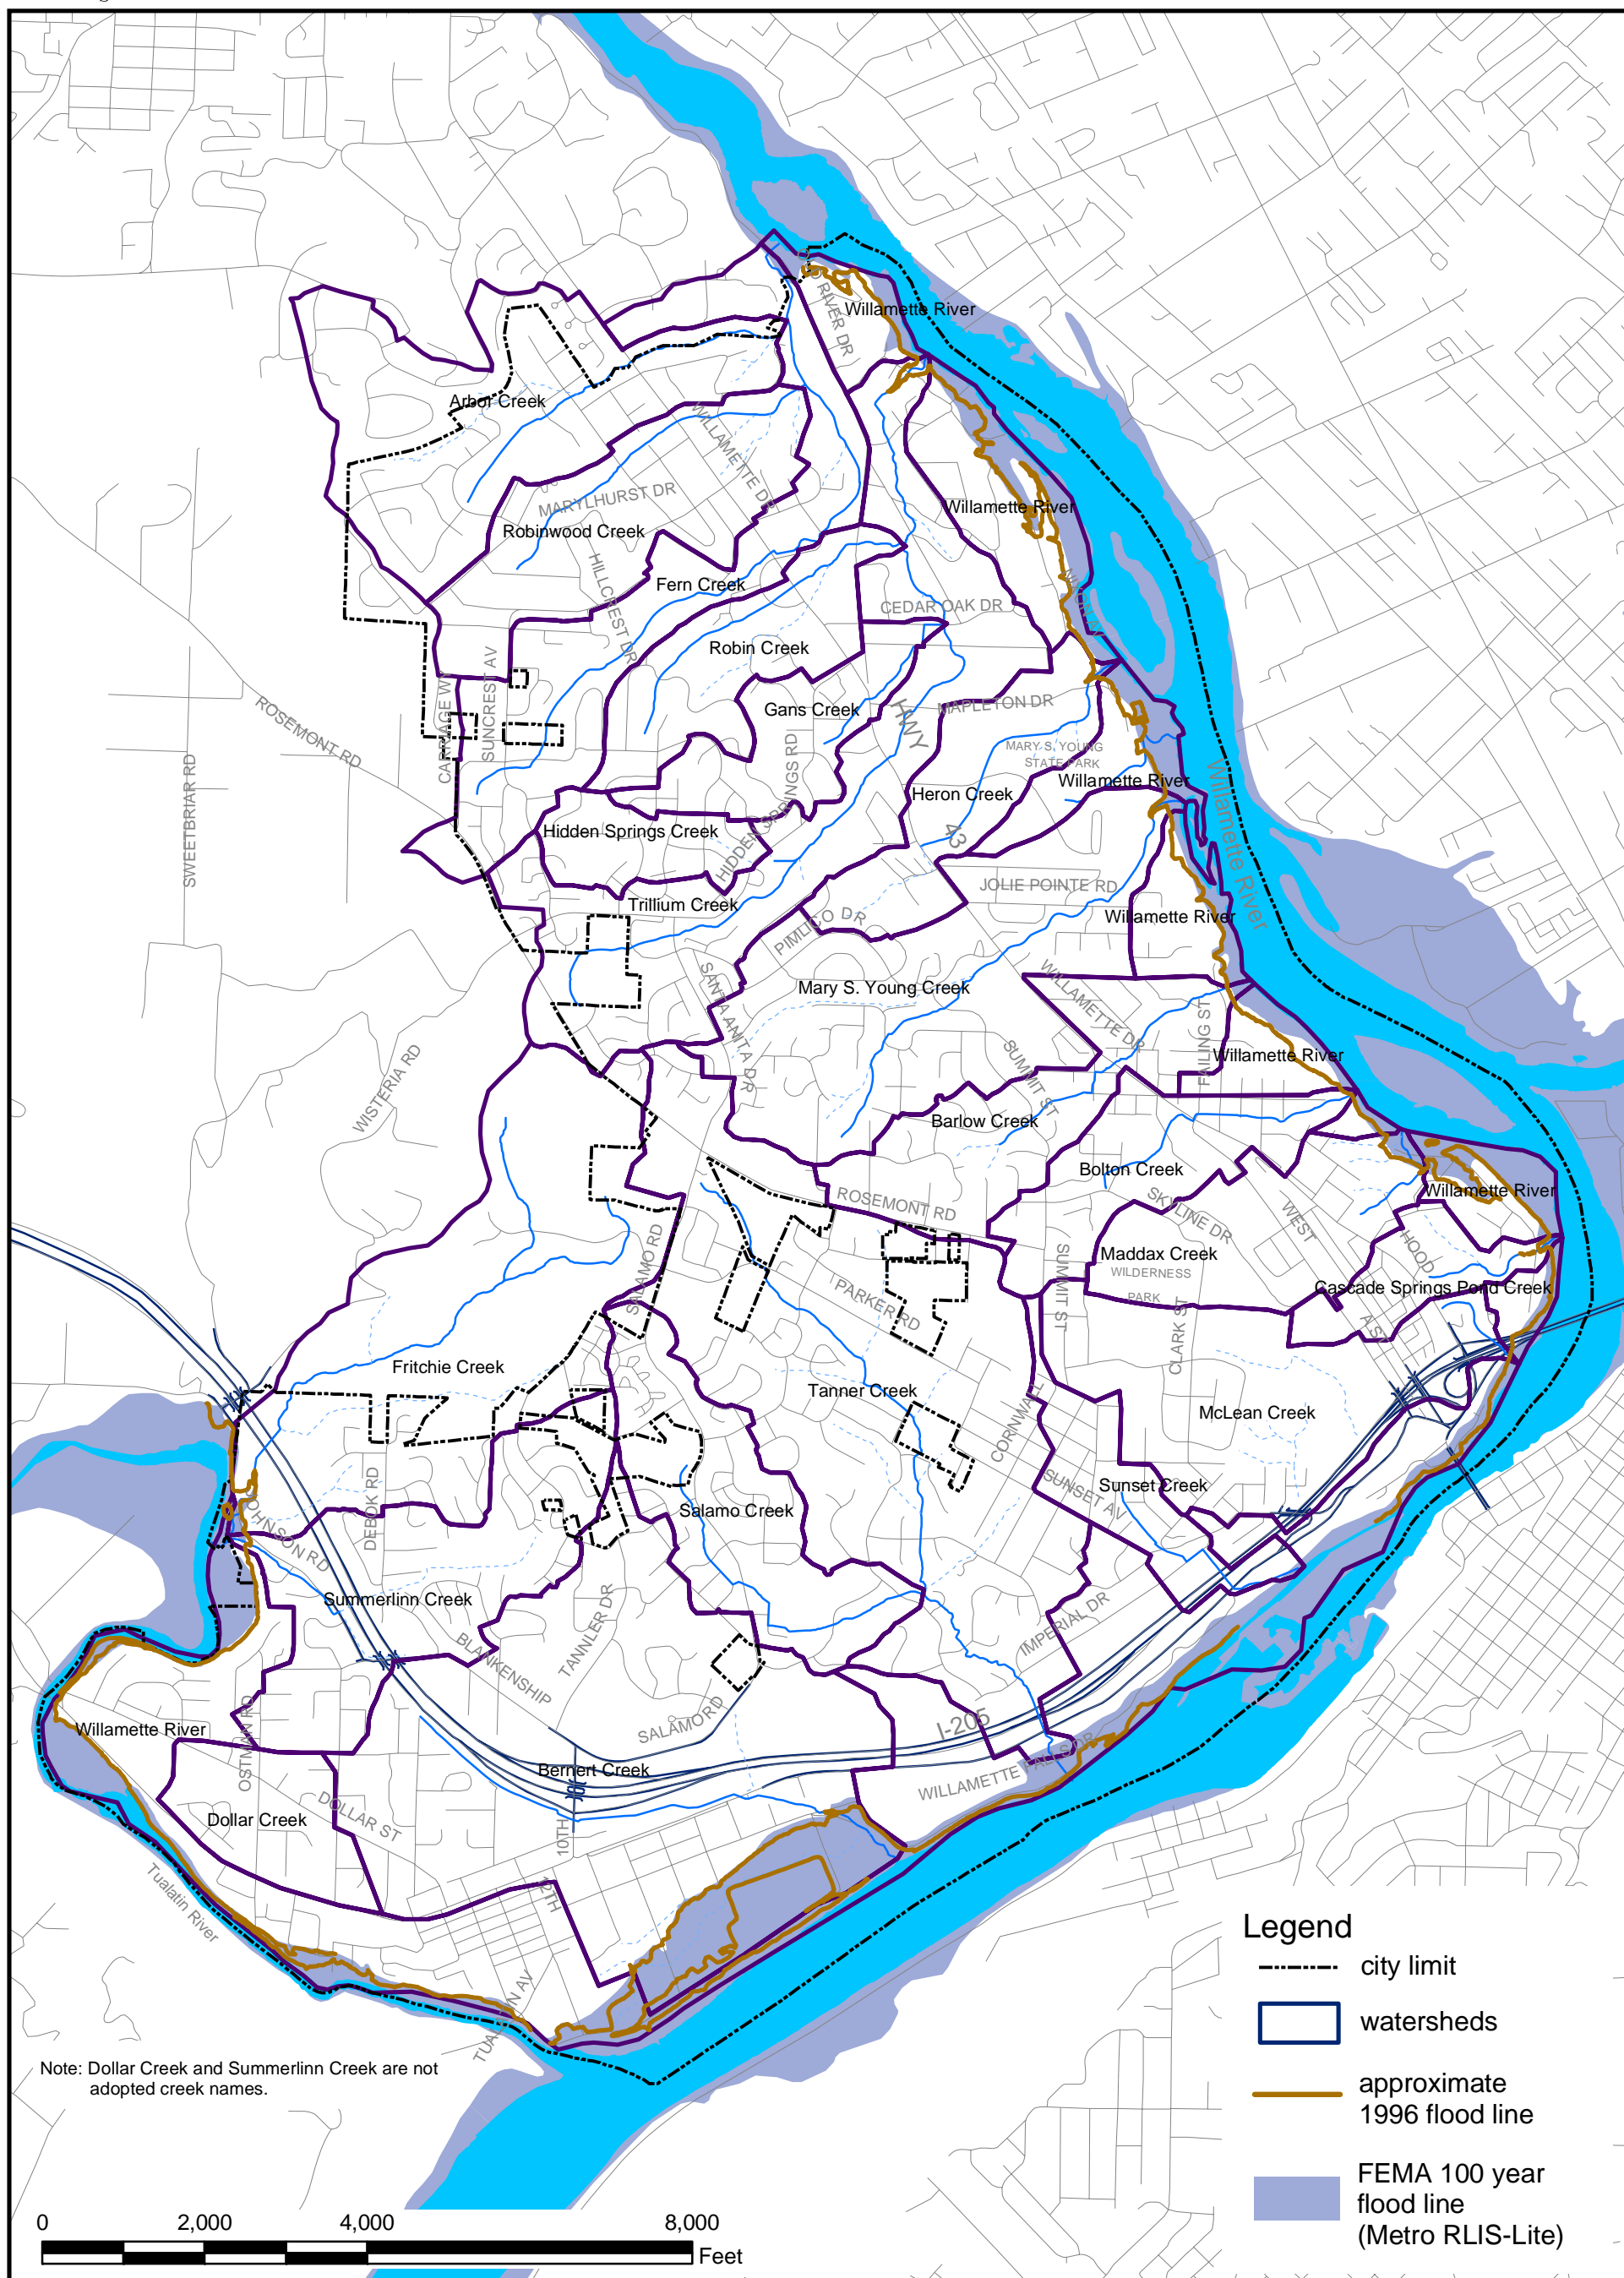 OLD RIVER DR
Willamette River
Arbor Creek
WILLAMETTE DR
MARYLHURST DR
Willamette River
Robinwood Creek
HILLCREST DR
Fern Creek
CEDAR OAK DR
Robin Creek
SUNCREST AV
CARRIAGE WY
ROSEMONT RD
SWEETBRIAR RD
Gans Creek
HWY
MAPLETON DR
MARY S. YOUNG
STATE PARK
Willamette River
HIDDEN SPRINGS RD
Heron Creek
Willamette River
Hidden Springs Creek
43
JOLIE POINTE RD
Trillium Creek
PIMLICO DR
Willamette River
SANTA ANITA DR
Mary S. Young Creek
WILLAMETTE DR
FAILING ST
Willamette River
SUMMIT ST
WISTERIA RD
Barlow Creek
Bolton Creek
ROSEMONT RD
SKYLINE DR
WEST
Willamette River
HOOD
SALAMO RD
SUMMIT ST
Maddax Creek
WILDERNESS
PARK
Cascade Springs Pond Creek
PARKER RD
A ST
CLARK ST
Fritchie Creek
Tanner Creek
McLean Creek
CORNWALL
SUNSET AV
Sunset Creek
DEBOK RD
JOHNSON RD
Salamo Creek
Summerlinn Creek
TANNLER DR
BLANKENSHIP
IMPERIAL DR
OSTMAN RD
Willamette River
SALAMO RD
I-205
Bernert Creek
WILLAMETTE FALLS DR
Dollar Creek
DOLLAR ST
10TH
12TH
Tualatin River
TUALATIN AV
Legend
city limit
watersheds
approximate
1996 flood line
FEMA 100 year
flood line
(Metro RLIS-Lite)
Note: Dollar Creek and Summerlinn Creek are not
adopted creek names.
0 2,000 4,000 8,000
Feet